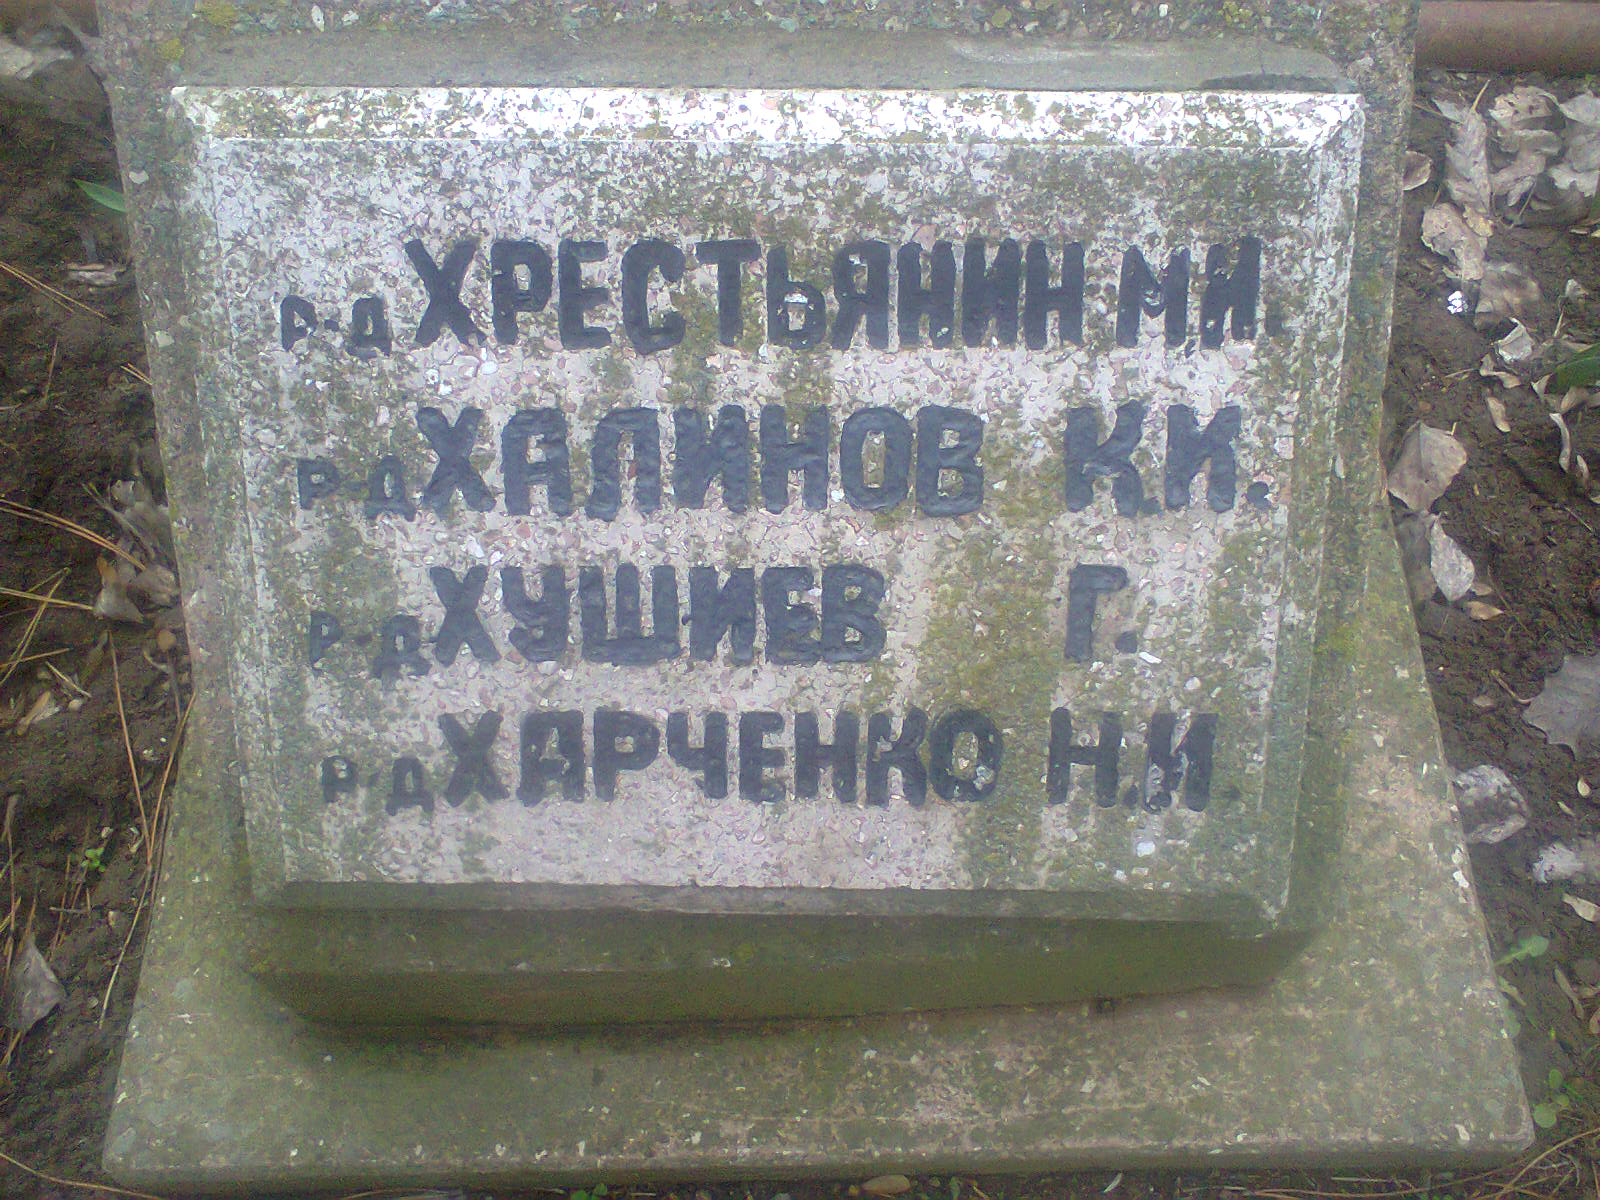 Р-Д ХРЕСТЬЯНИН М.И.
Р-Д ХАЛИНОВ К.И.
Р-Д ХУШИЕВ Г.
Р-Д ХАРЧЕНКО Н.И